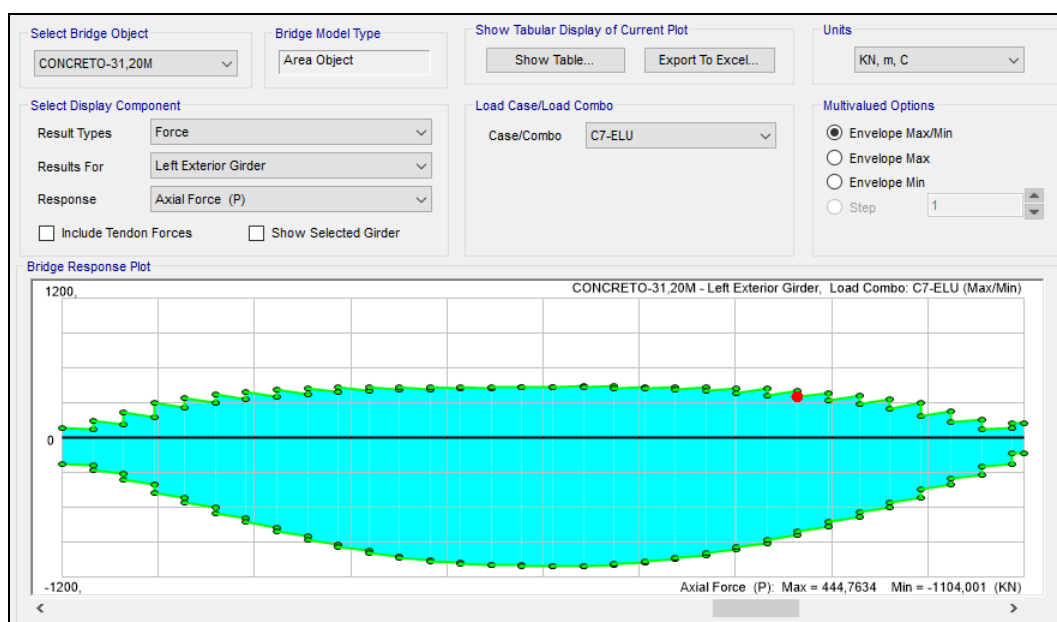 Select Bridge Object
CONCRETO-31,20M
Bridge Model Type
Area Object
Show Tabular Display of Current Plot
Show Table...
Export To Excel...
Units
KN, m, C
Select Display Component
Result Types
Force
Results For
Left Exterior Girder
Response
Axial Force (P)
Include Tendon Forces
Show Selected Girder
Load Case/Load Combo
Case/Combo
C7-ELU
Multivalued Options
Envelope Max/Min
Envelope Max
Envelope Min
Step
1
Bridge Response Plot
1200,
CONCRETO-31,20M - Left Exterior Girder, Load Combo: C7-ELU (Max/Min)
0
-1200,
Axial Force (P): Max = 444,7634 Min = -1104,001 (KN)